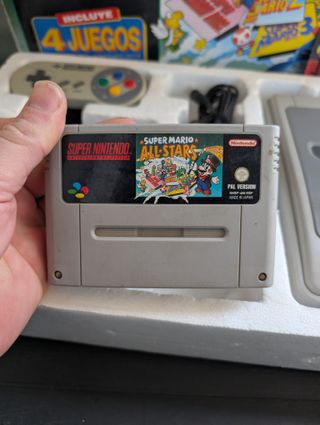 INCLUYE
4 JUEGOS
SUPER NINTENDO
ENTERTAINMENT SYSTEM
SUPER MARIO
ALL-STARS
Nintendo
PAL VERSION
MADE IN JAPAN